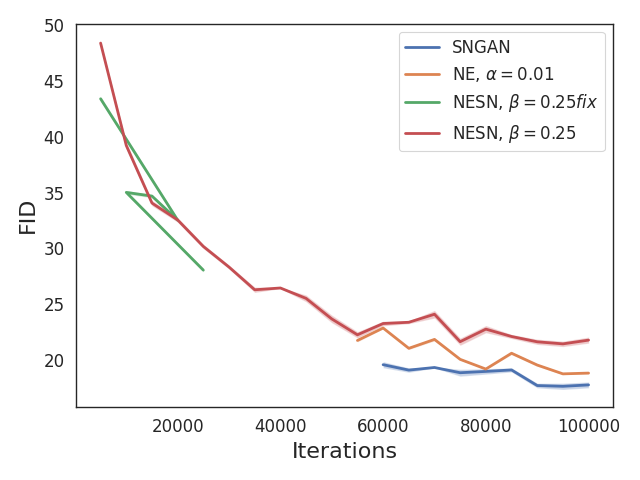 50
45
40
35
30
25
20
FID
SNGAN
NE, α = 0.01
NESN, β = 0.25fix
NESN, β = 0.25
20000 40000 60000 80000 100000
Iterations